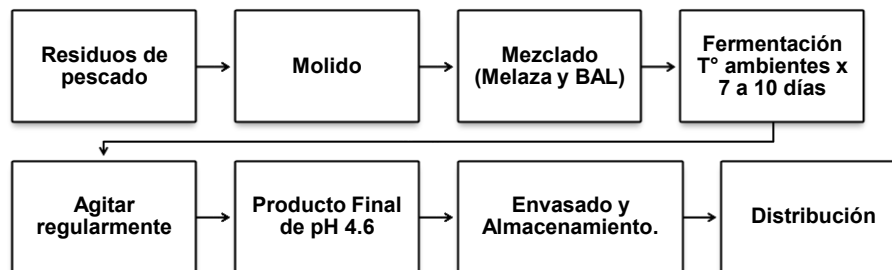 Residuos de
pescado
Molido
Mezclado
(Melaza y BAL)
Fermentación
T° ambientes x
7 a 10 días
Agitar
regularmente
Producto Final
de pH 4.6
Envasado y
Almacenamiento.
Distribución